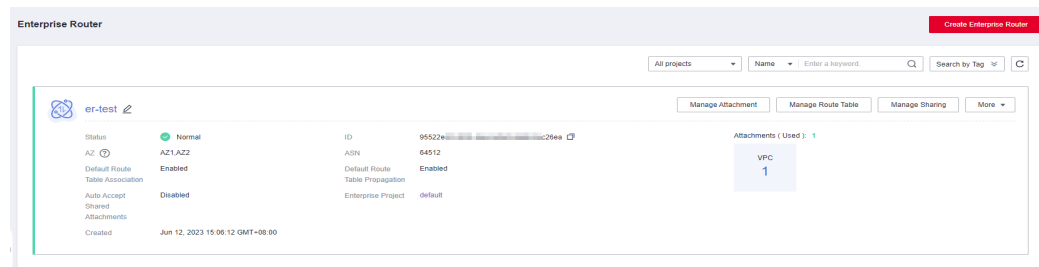 Enterprise Router
Create Enterprise Router
All projects
Name
Enter a keyword.
Search by Tag
er-test
Manage Attachment
Manage Route Table
Manage Sharing
More
Status
Normal
ID
95522e
c26ea
Attachments ( Used ): 1
AZ
AZ1,AZ2
ASN
64512
VPC
1
Default Route
Table Association
Enabled
Default Route
Table Propagation
Enabled
Auto Accept
Shared
Attachments
Disabled
Enterprise Project
default
Created
Jun 12, 2023 15:06:12 GMT+08:00